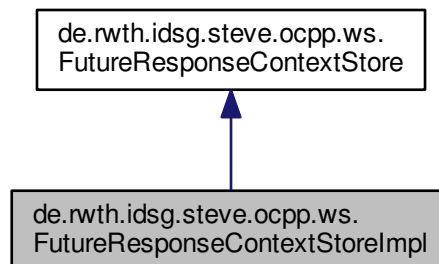 de.rwth.idsg.steve.ocpp.ws.
FutureResponseContextStore
de.rwth.idsg.steve.ocpp.ws.
FutureResponseContextStoreImpl